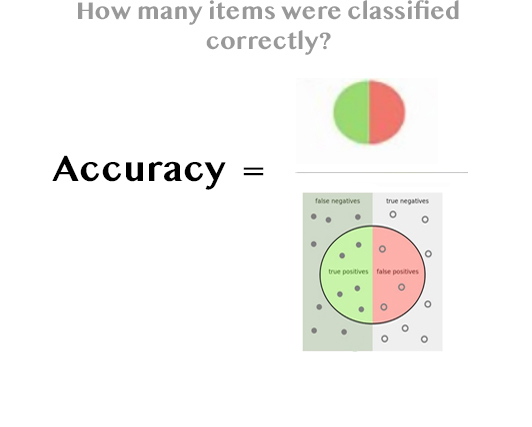 How many items were classified
correctly?
Accuracy =
false negatives true negatives
true positives false positives